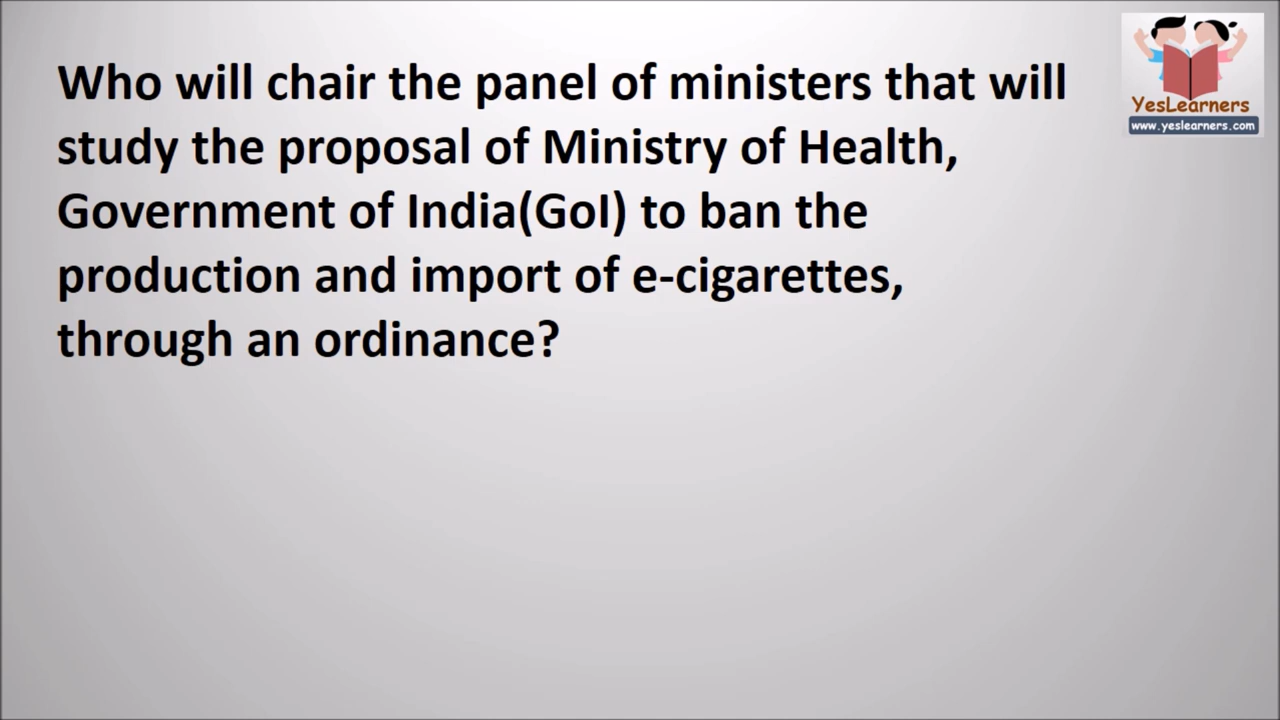 Who will chair the panel of ministers that will
study the proposal of Ministry of Health,
Government of India(GoI) to ban the
production and import of e-cigarettes,
through an ordinance?
YesLearners
www.yeslearners.com